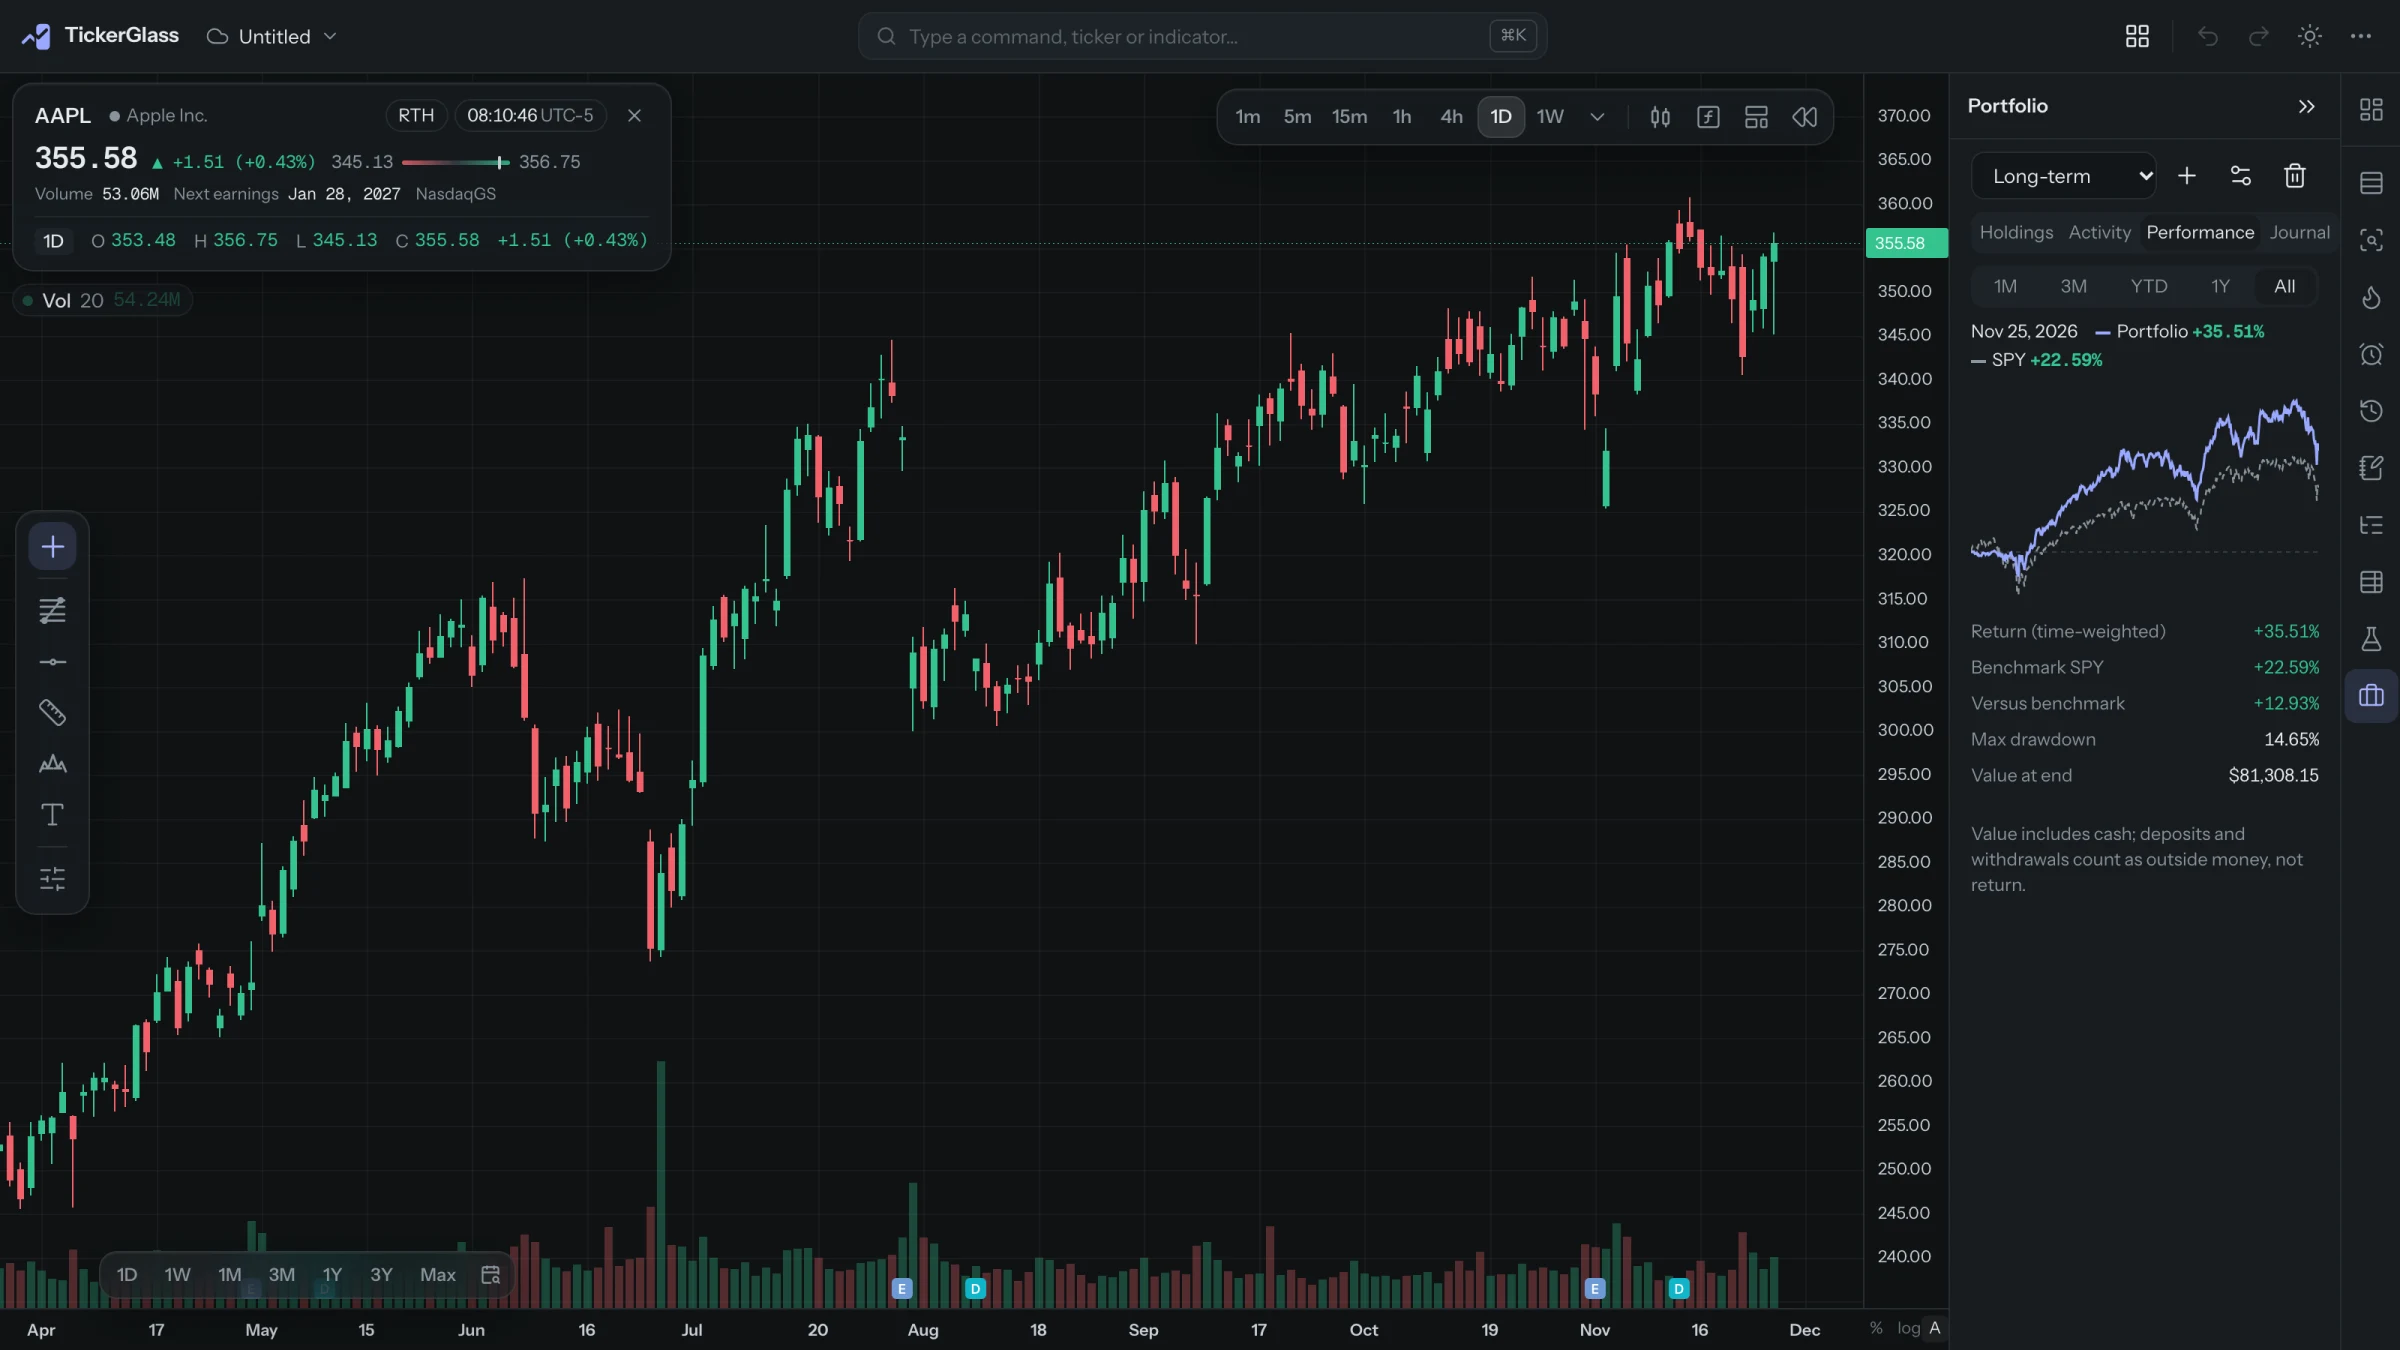 TickerGlass Untitled Type a command, ticker or indicator... ⌘K
AAPL Apple Inc. RTH 08:10:46 UTC-5
355.58 ▲ +1.51 (+0.43%) 345.13 356.75
Volume 53.06M Next earnings Jan 28, 2027 NasdaqGS
1D O 353.48 H 356.75 L 345.13 C 355.58 +1.51 (+0.43%)
Vol 20 54.24M
1m 5m 15m 1h 4h 1D 1W
370.00
365.00
360.00
355.58
350.00
345.00
340.00
335.00
330.00
325.00
320.00
315.00
310.00
305.00
300.00
295.00
290.00
285.00
280.00
275.00
270.00
265.00
260.00
255.00
250.00
245.00
240.00
Portfolio
Long-term
Holdings Activity Performance Journal
1M 3M YTD 1Y All
Nov 25, 2026 Portfolio +35.51%
SPY +22.59%
Return (time-weighted) +35.51%
Benchmark SPY +22.59%
Versus benchmark +12.93%
Max drawdown 14.65%
Value at end $81,308.15
Value includes cash; deposits and
withdrawals count as outside money, not
return.
T
1D 1W 1M 3M 1Y 3Y Max
E D E D E D
Apr 17 May 15 Jun 16 Jul 20 Aug 18 Sep 17 Oct 19 Nov 16 Dec % log A